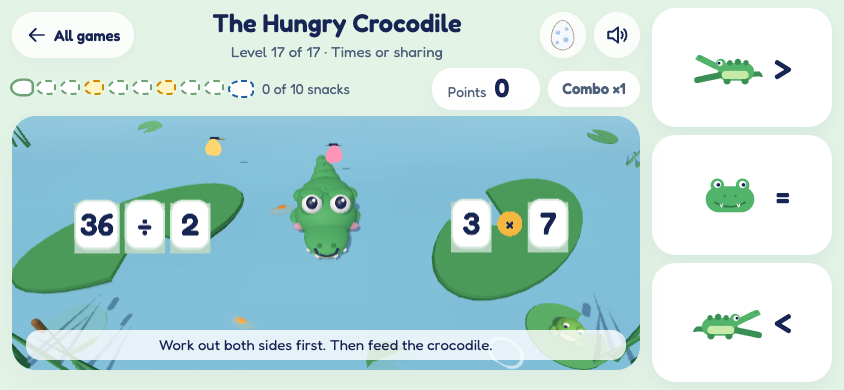 All games
The Hungry Crocodile
Level 17 of 17 · Times or sharing
0 of 10 snacks
Points 0
Combo ×1
36 ÷ 2
3 × 7
Work out both sides first. Then feed the crocodile.
>
=
<